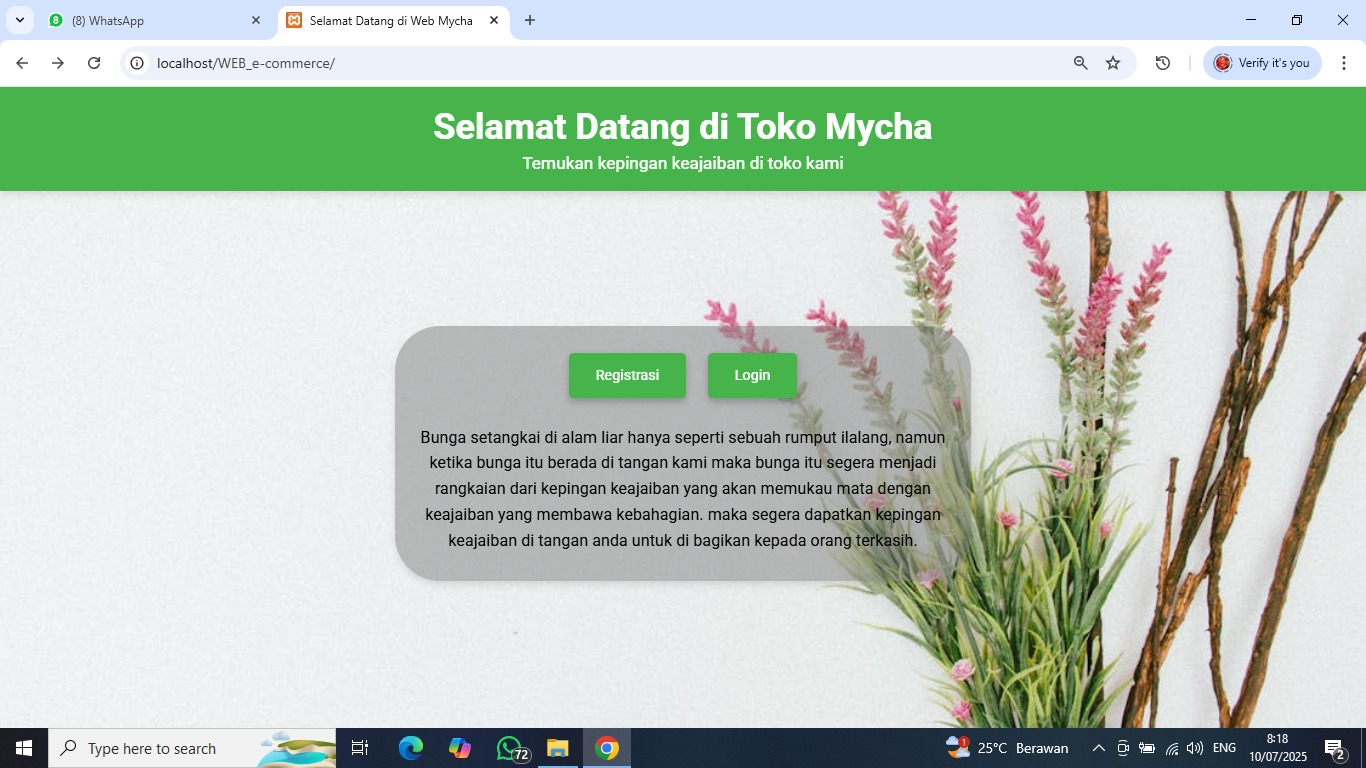 (8) WhatsApp
Selamat Datang di Web Mycha
localhost/WEB_e-commerce/
Verify it's you
Selamat Datang di Toko Mycha
Temukan kepingan keajaiban di toko kami
Registrasi
Login
Bunga setangkai di alam liar hanya seperti sebuah rumput ilalang, namun
ketika bunga itu berada di tangan kami maka bunga itu segera menjadi
rangkaian dari kepingan keajaiban yang akan memukau mata dengan
keajaiban yang membawa kebahagian. maka segera dapatkan kepingan
keajaiban di tangan anda untuk di bagikan kepada orang terkasih.
Type here to search
72
1
25°C Berawan
ENG
8:18
10/07/2025
2